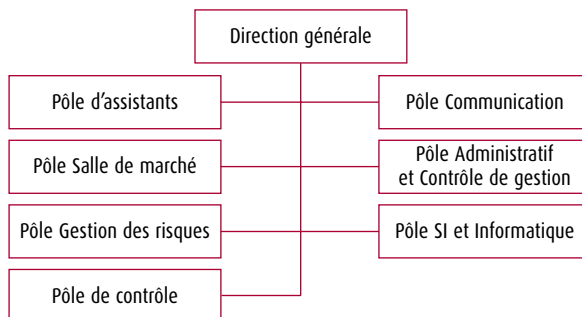 Direction générale
Pôle d'assistants
Pôle Communication
Pôle Salle de marché
Pôle Administratif
et Contrôle de gestion
Pôle Gestion des risques
Pôle SI et Informatique
Pôle de contrôle